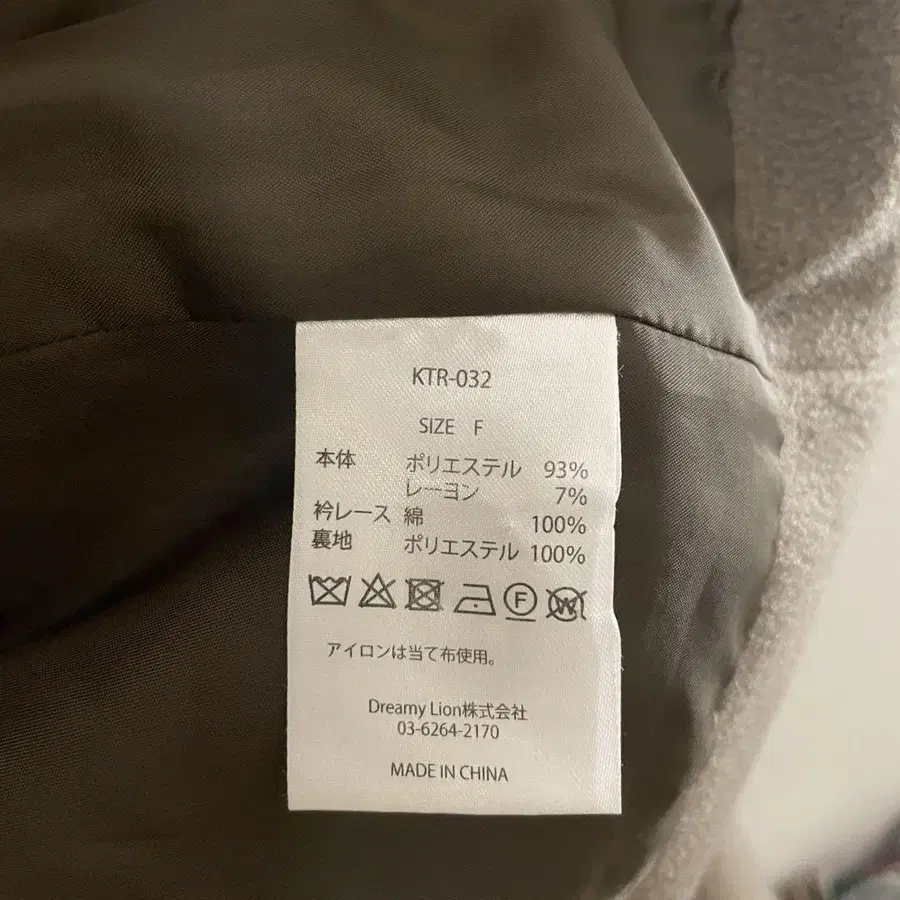 KTR-032
SIZE F
本体 ポリエステル 93%
レーヨン 7%
衿レース 綿 100%
裏地 ポリエステル 100%
F W
アイロンは当て布使用。
Dreamy Lion株式会社
03-6264-2170
MADE IN CHINA